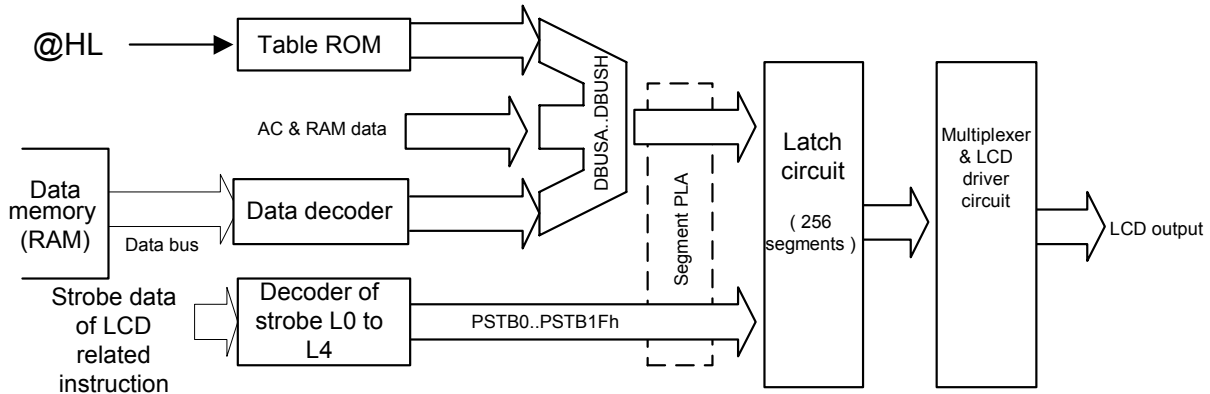 @HL
Table ROM
AC & RAM data
Data
memory
(RAM)
Data bus
Data decoder
DBUSA..DBUSH
Segment PLA
Strobe data
of LCD
related
instruction
Decoder of
strobe L0 to
L4
PSTB0..PSTB1Fh
Latch
circuit
( 256
segments )
Multiplexer
& LCD
driver
circuit
LCD output